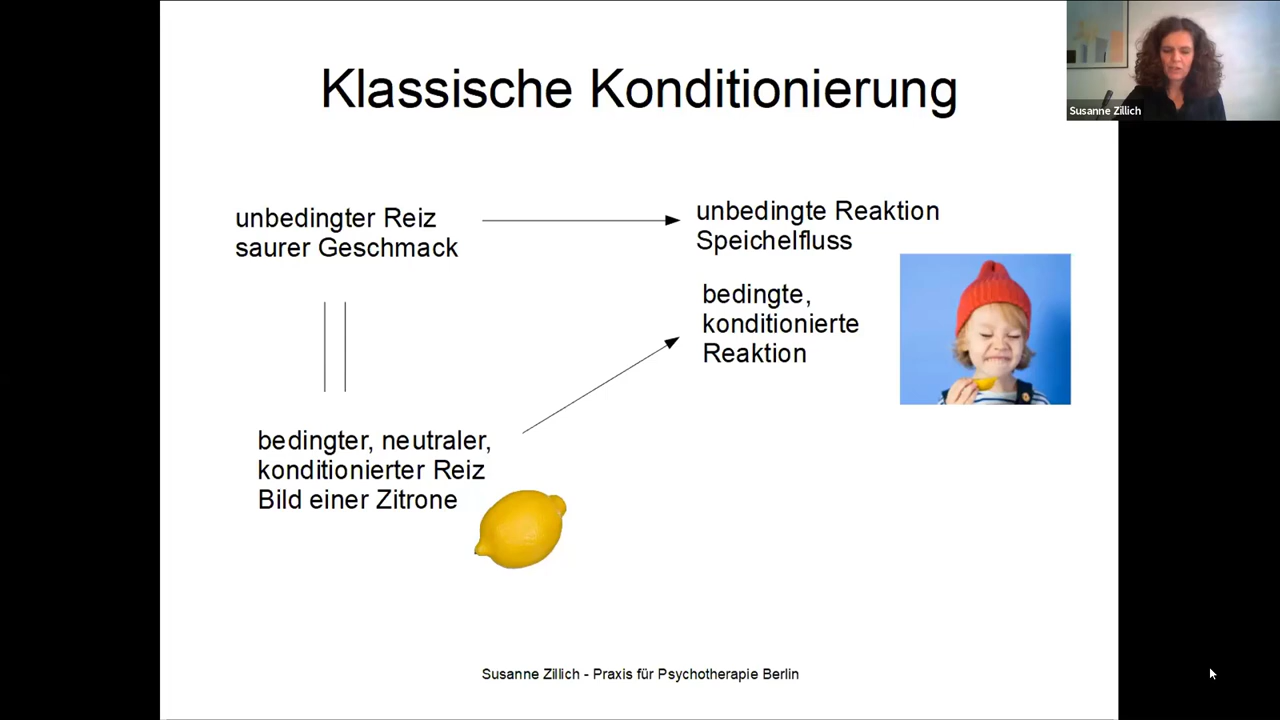 Klassische Konditionierung
Susanne Zillich
unbedingter Reiz
saurer Geschmack
unbedingte Reaktion
Speichelfluss
bedingte,
konditionierte
Reaktion
bedingter, neutraler,
konditionierter Reiz
Bild einer Zitrone
Susanne Zillich - Praxis für Psychotherapie Berlin